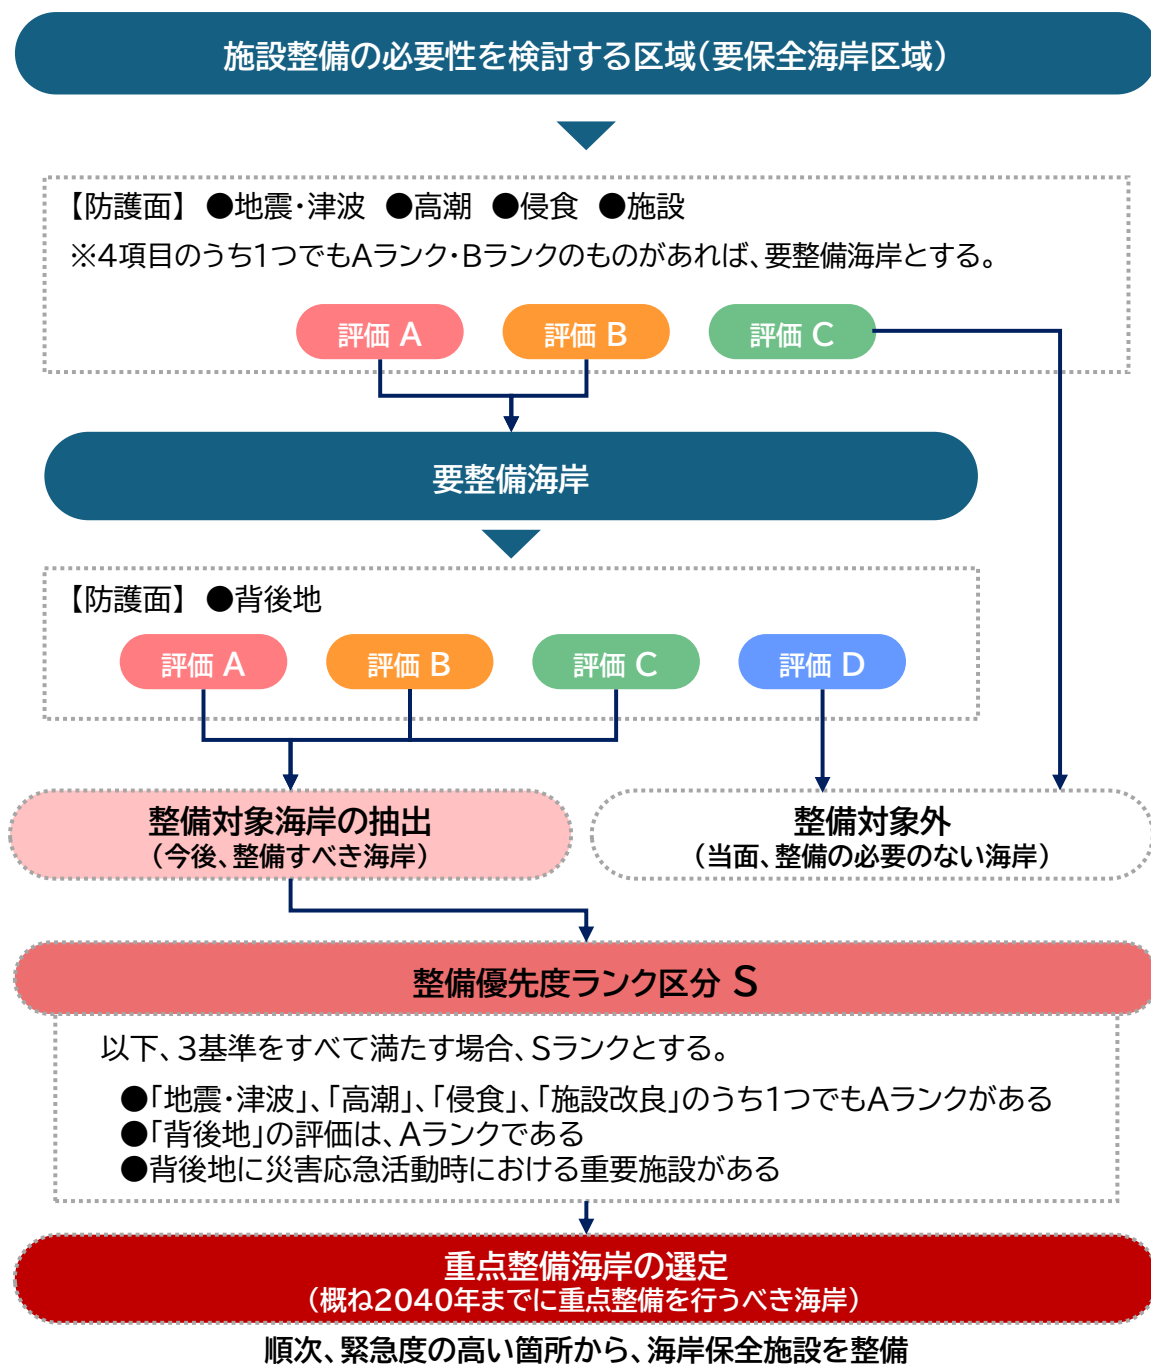 施設整備の必要性を検討する区域（要保全海岸区域）
【防護面】 ●地震・津波 ●高潮 ●侵食 ●施設
※4項目のうち1つでもAランク・Bランクのものがあれば、要整備海岸とする。
評価 A 評価 B 評価 C
要整備海岸
【防護面】 ●背後地
評価 A 評価 B 評価 C 評価 D
整備対象海岸の抽出
（今後、整備すべき海岸）
整備対象外
（当面、整備の必要のない海岸）
整備優先度ランク区分 S
以下、3基準をすべて満たす場合、Sランクとする。
●「地震・津波」、「高潮」、「侵食」、「施設改良」のうち1つでもAランクがある
●「背後地」の評価は、Aランクである
●背後地に災害応急活動時における重要施設がある
重点整備海岸の選定
（概ね2040年までに重点整備を行うべき海岸）
順次、緊急度の高い箇所から、海岸保全施設を整備